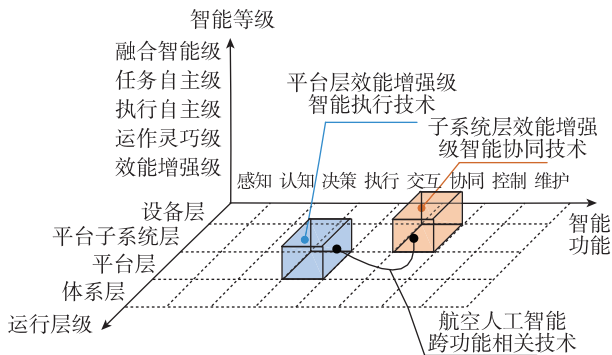 智能等级
融合智能级
任务自主级
执行自主级
运作灵巧级
效能增强级
平台层效能增强级
智能执行技术
子系统层效能增强
级智能协同技术
感知 认知 决策 执行 交互 协同 控制 维护
设备层
平台子系统层
平台层
体系层
运行层级
智能
功能
航空人工智能
跨功能相关技术